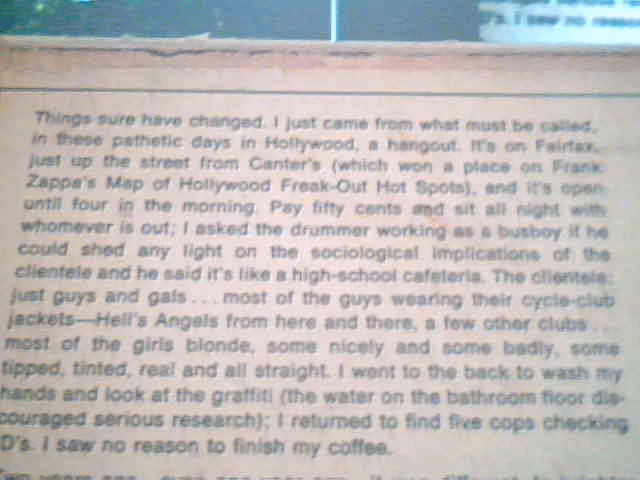 's. I saw no reaso
Things sure have changed. I just came from what must be called,
in these pathetic days in Hollywood, a hangout. It's on Fairfax,
just up the street from Canter's (which won a place on Frank
Zappa's Map of Hollywood Freak-Out Hot Spots), and it's open
until four in the morning. Pay fifty cents and sit all night with
whomever is out; I asked the drummer working as a busboy if he
could shed any light on the sociological implications of the
clientele and he said it's like a high-school cafeteria. The clientele:
just guys and gals ... most of the guys wearing their cycle-club
jackets—Hell's Angels from here and there, a few other clubs ...
most of the girls blonde, some nicely and some badly, some
tipped, tinted, real and all straight. I went to the back to wash my
hands and look at the graffiti (the water on the bathroom floor dis-
couraged serious research); I returned to find five cops checking
D's. I saw no reason to finish my coffee.